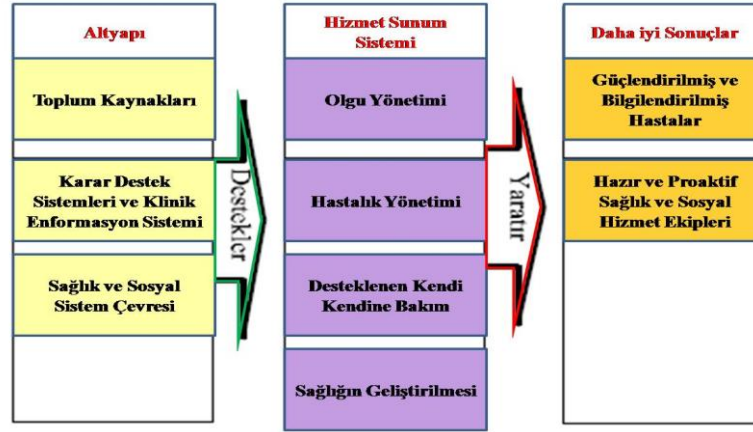 Altyapı
Toplum Kaynakları
Karar Destek
Sistemleri ve Klinik
Enformasyon Sistemi
Sağlık ve Sosyal
Sistem Çevresi
Destekler
Hizmet Sunum
Sistemi
Olgu Yönetimi
Hastalık Yönetimi
Desteklenen Kendi
Kendine Bakım
Sağlığın Geliştirilmesi
Yaratır
Daha iyi Sonuçlar
Güçlendirilmiş ve
Bilgilendirilmiş
Hastalar
Hazır ve Proaktif
Sağlık ve Sosyal
Hizmet Ekipleri